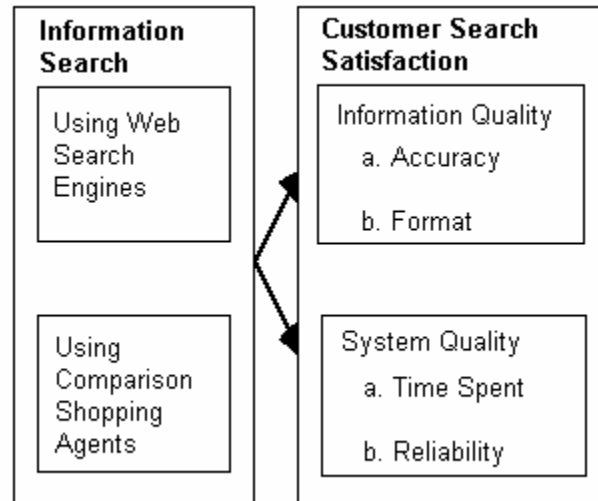 Information
Search
Using Web
Search
Engines
Using
Comparison
Shopping
Agents
Customer Search
Satisfaction
Information Quality
a. Accuracy
b. Format
System Quality
a. Time Spent
b. Reliability